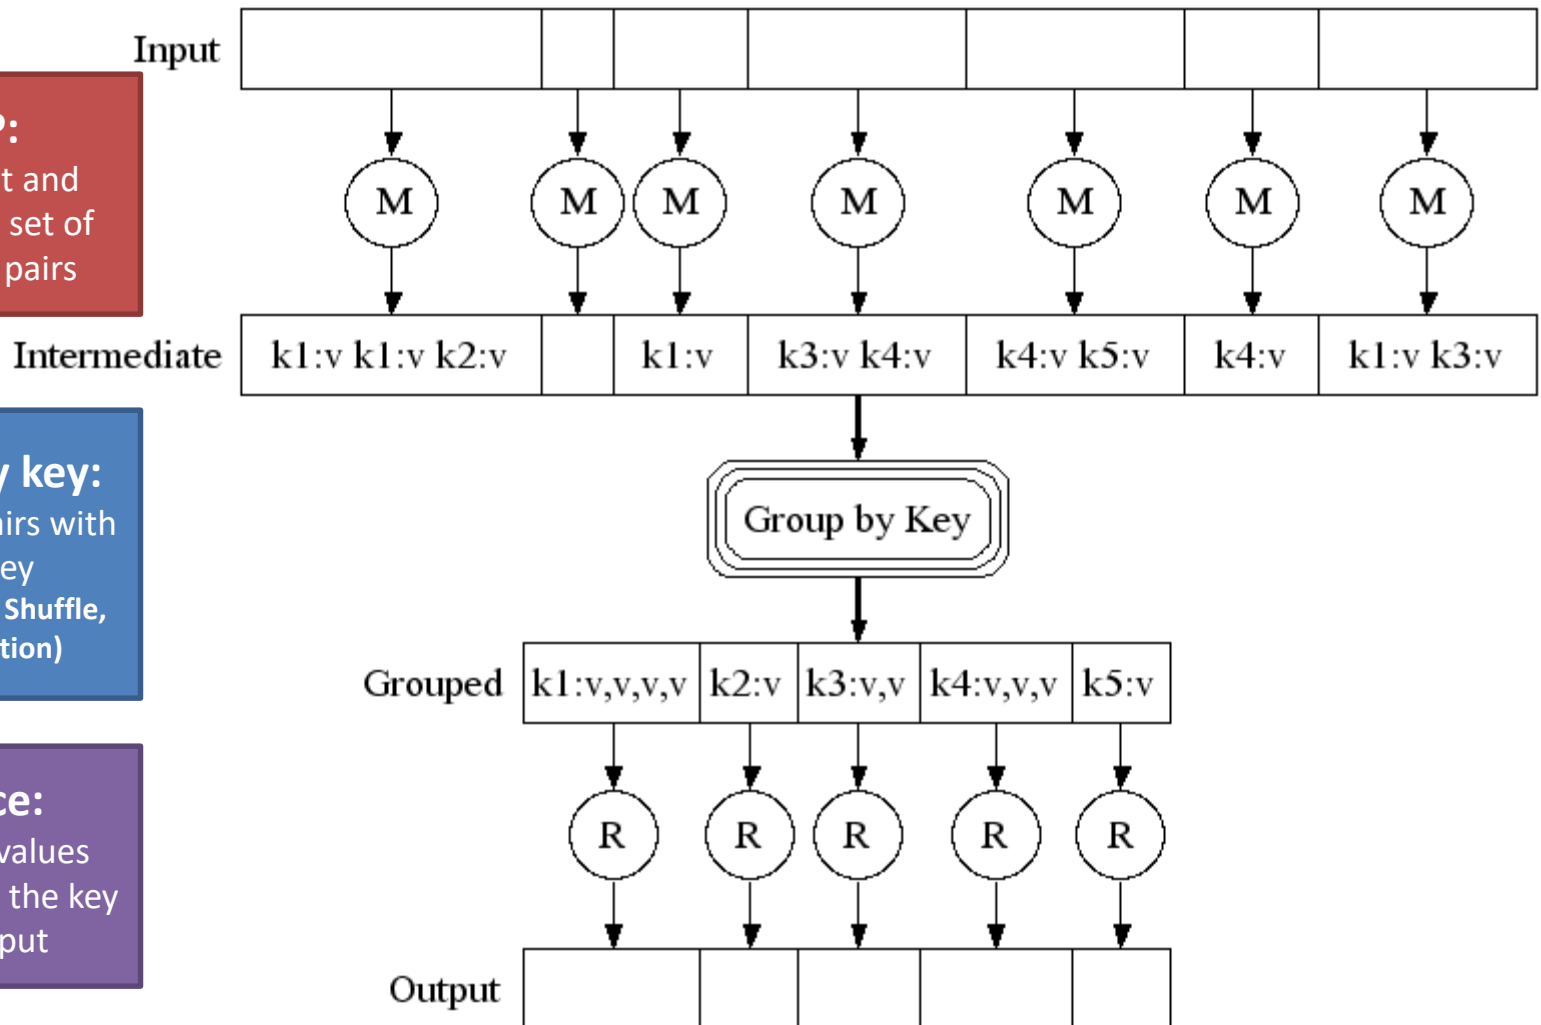 Input
P:
t and
set of
pairs
M M M M M M M
Intermediate k1:v k1:v k2:v k1:v k3:v k4:v k4:v k5:v k4:v k1:v k3:v
y key:
airs with
ey
Shuffle,
tion)
Group by Key
Grouped k1:v,v,v,v k2:v k3:v,v k4:v,v,v k5:v
ce:
values
the key
put
R R R R R
Output